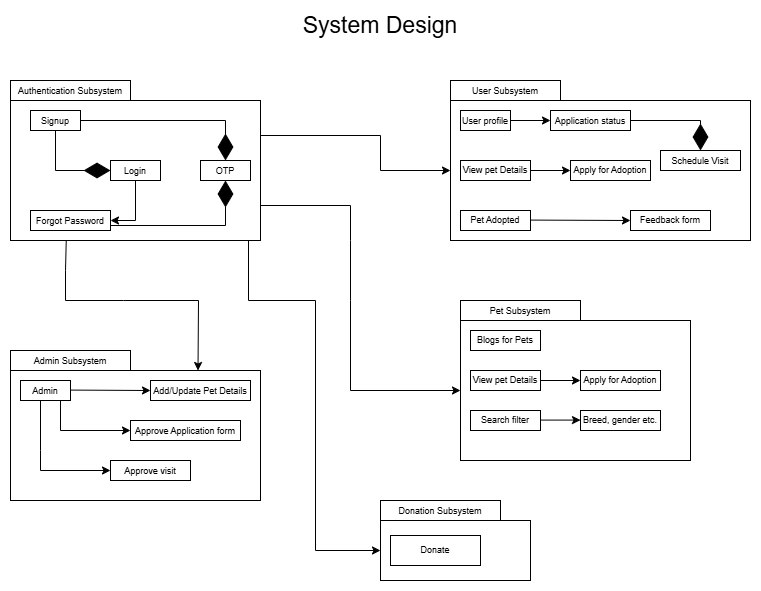 System Design
Authentication Subsystem
Signup
Login
OTP
Forgot Password
User Subsystem
User profile
Application status
Schedule Visit
View pet Details
Apply for Adoption
Pet Adopted
Feedback form
Admin Subsystem
Admin
Add/Update Pet Details
Approve Application form
Approve visit
Pet Subsystem
Blogs for Pets
View pet Details
Apply for Adoption
Search filter
Breed, gender etc.
Donation Subsystem
Donate